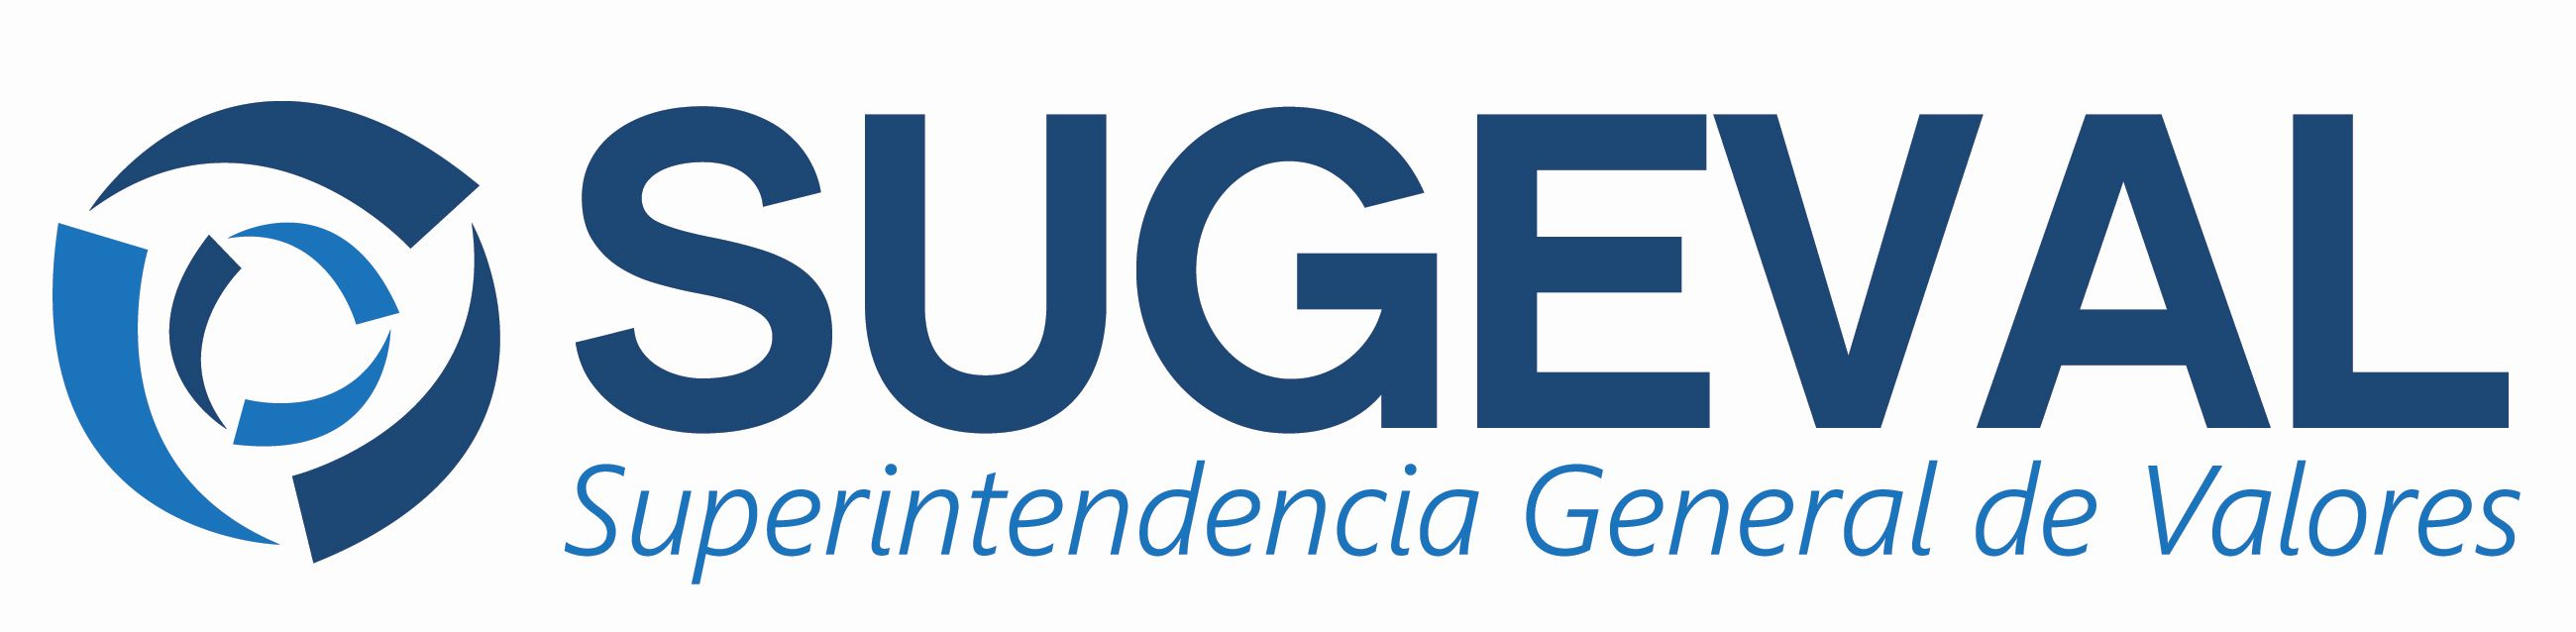 SUGEVAL
Superintendencia General de Valores